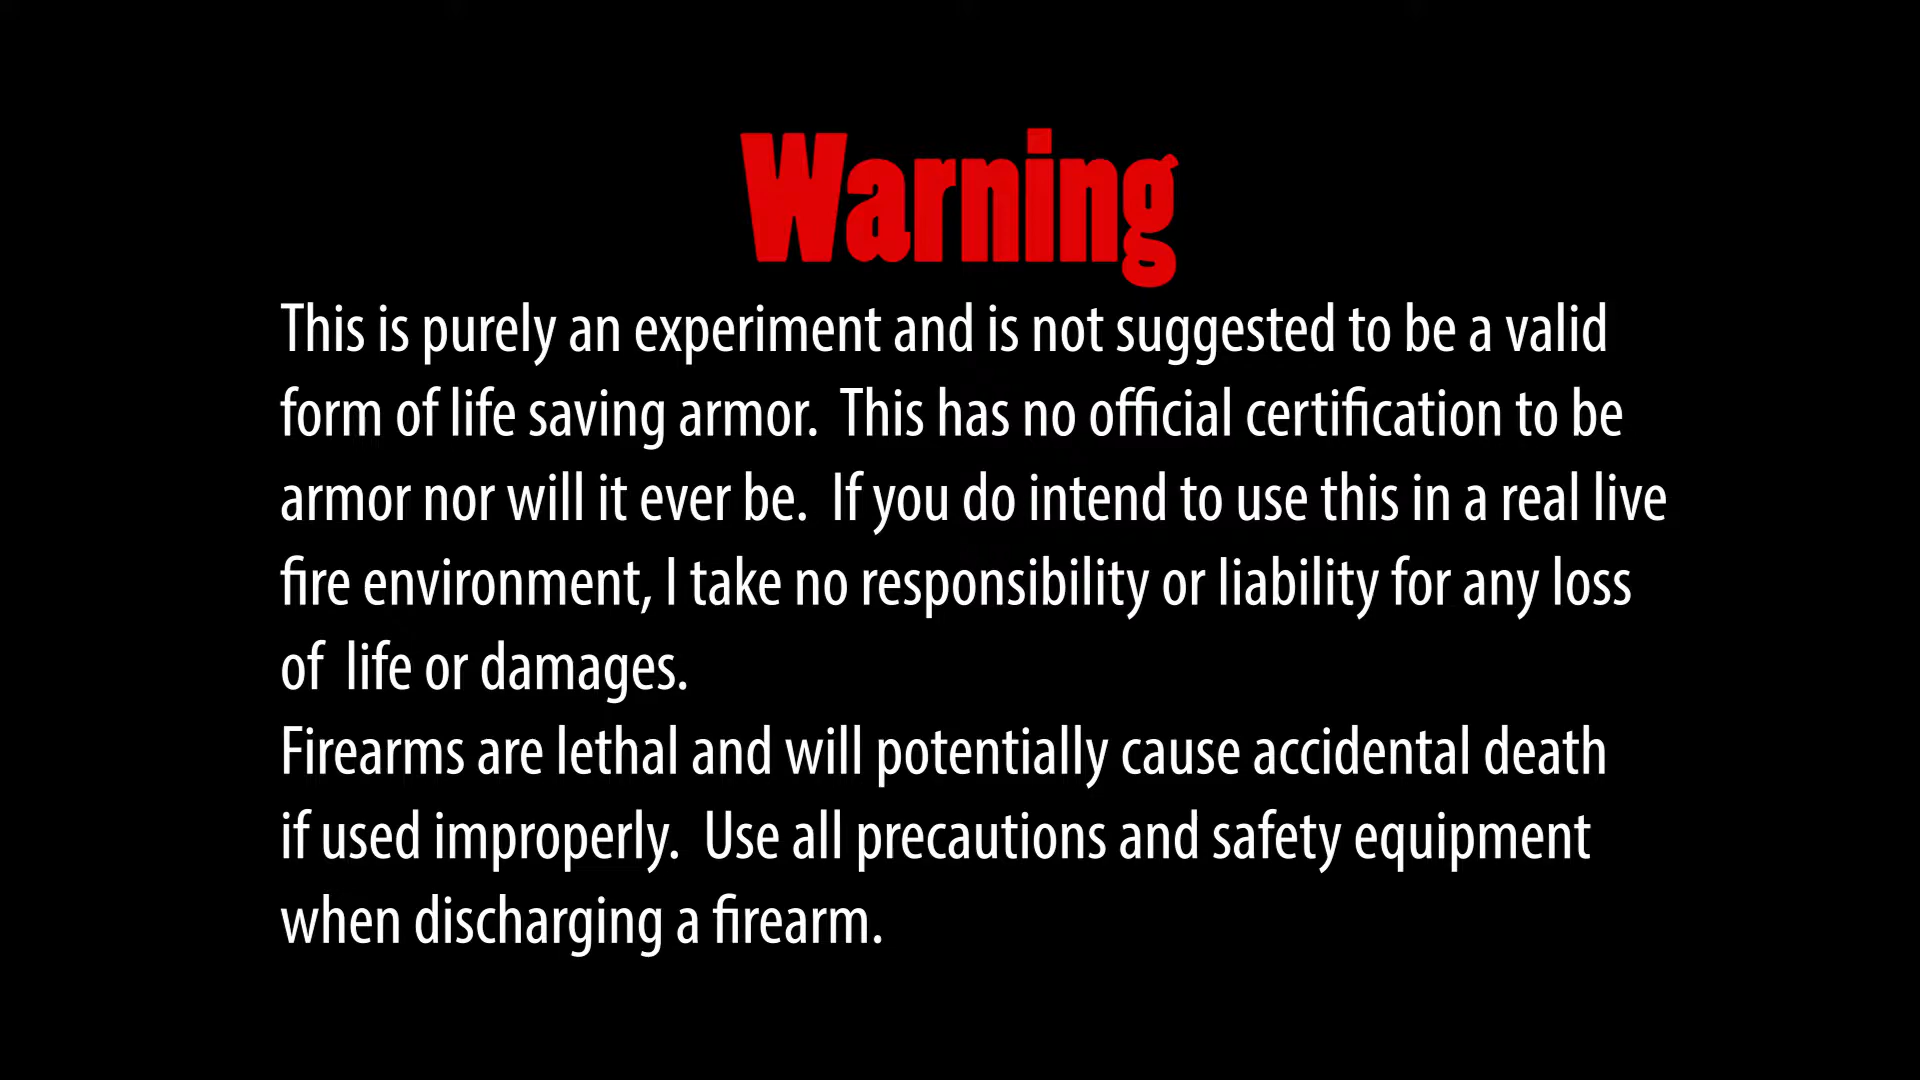 Warning
This is purely an experiment and is not suggested to be a valid
form of life saving armor.  This has no official certification to be
armor nor will it ever be.  If you do intend to use this in a real live
fire environment, I take no responsibility or liability for any loss
of  life or damages.
Firearms are lethal and will potentially cause accidental death
if used improperly.  Use all precautions and safety equipment
when discharging a firearm.